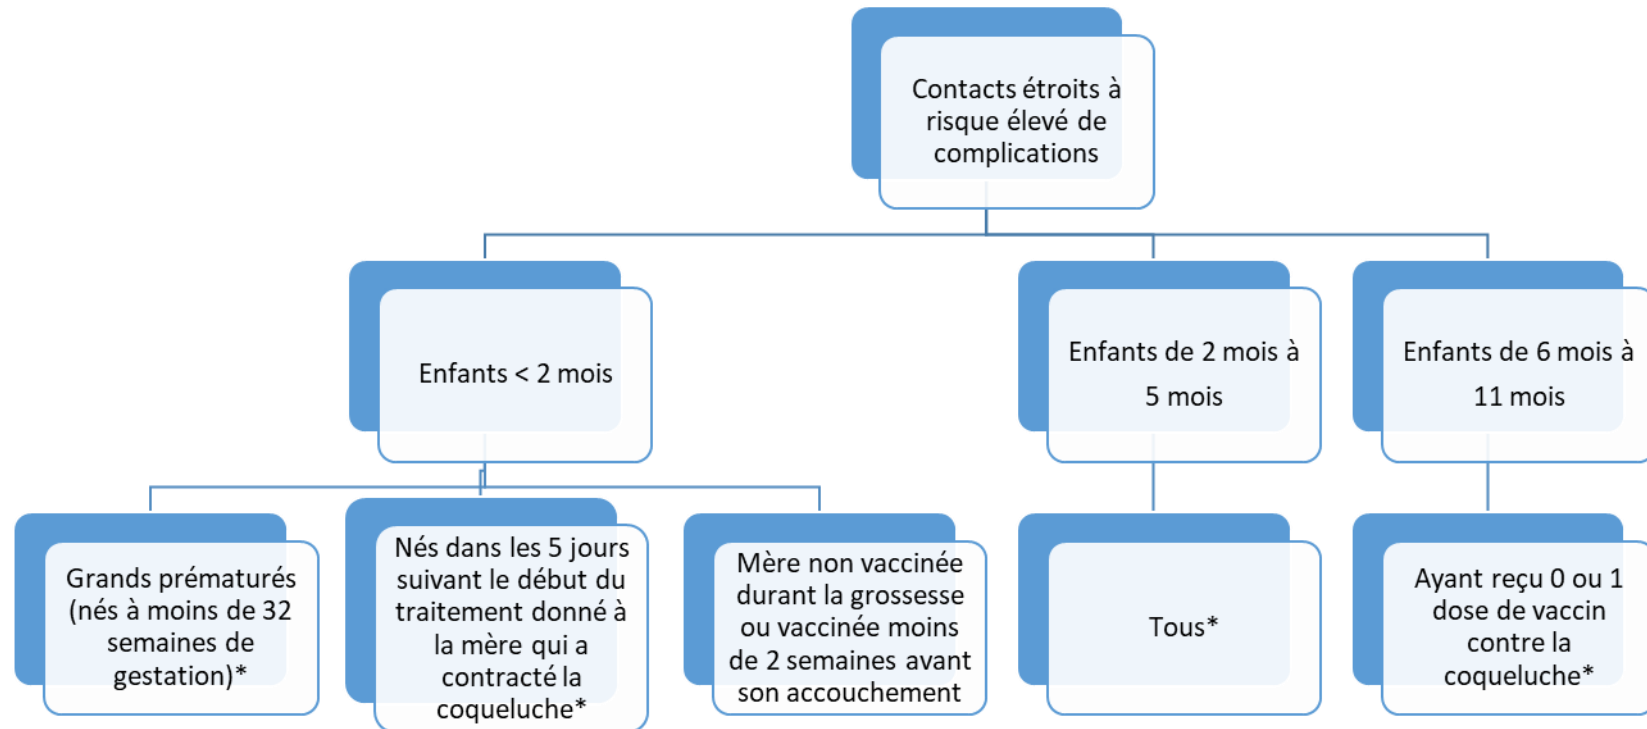 Contacts étroits à
risque élevé de
complications
Enfants < 2 mois
Enfants de 2 mois à
5 mois
Enfants de 6 mois à
11 mois
Grands prématurés
(nés à moins de 32
semaines de
gestation)*
Nés dans les 5 jours
suivant le début du
traitement donné à
la mère qui a
contracté la
coqueluche*
Mère non vaccinée
durant la grossesse
ou vaccinée moins
de 2 semaines avant
son accouchement
Tous*
Ayant reçu 0 ou 1
dose de vaccin
contre la
coqueluche*